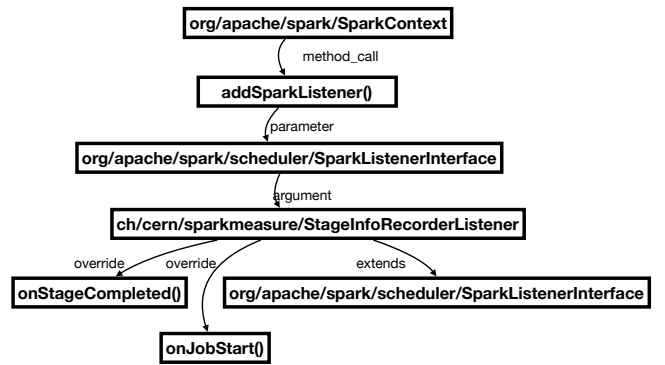 org/apache/spark/SparkContext
method_call
addSparkListener()
parameter
org/apache/spark/scheduler/SparkListenerInterface
argument
ch/cern/sparkmeasure/StageInfoRecorderListener
override override extends
onStageCompleted() org/apache/spark/scheduler/SparkListenerInterface
onJobStart()